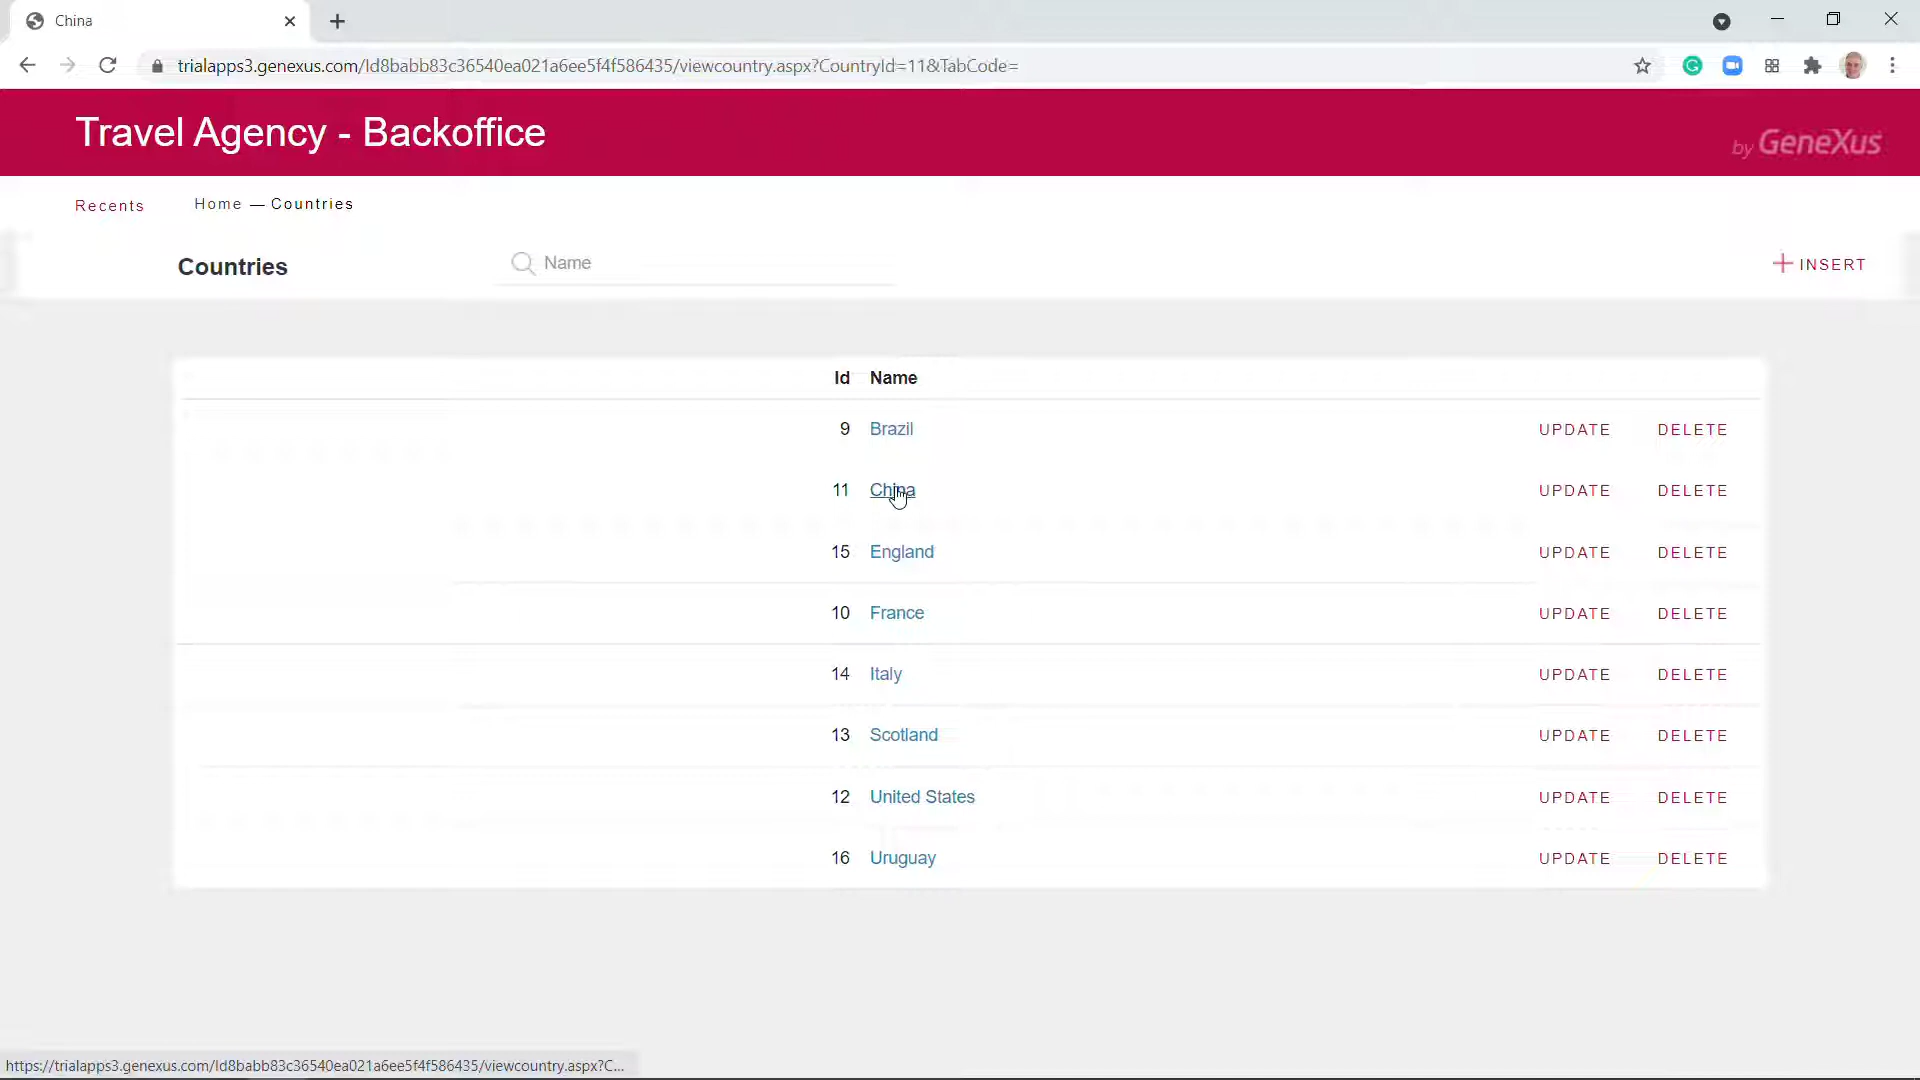 China
trialapps3.genexus.com/Id8babb83c36540ea021a6ee5f4f586435/viewcountry.aspx?CountryId=11&TabCode=
Travel Agency - Backoffice
by GeneXus
Recents Home — Countries
Countries Name INSERT
Id Name
9 Brazil UPDATE DELETE
11 China UPDATE DELETE
15 England UPDATE DELETE
10 France UPDATE DELETE
14 Italy UPDATE DELETE
13 Scotland UPDATE DELETE
12 United States UPDATE DELETE
16 Uruguay UPDATE DELETE
https://trialapps3.genexus.com/Id8babb83c36540ea021a6ee5f4f586435/viewcountry.aspx?C...